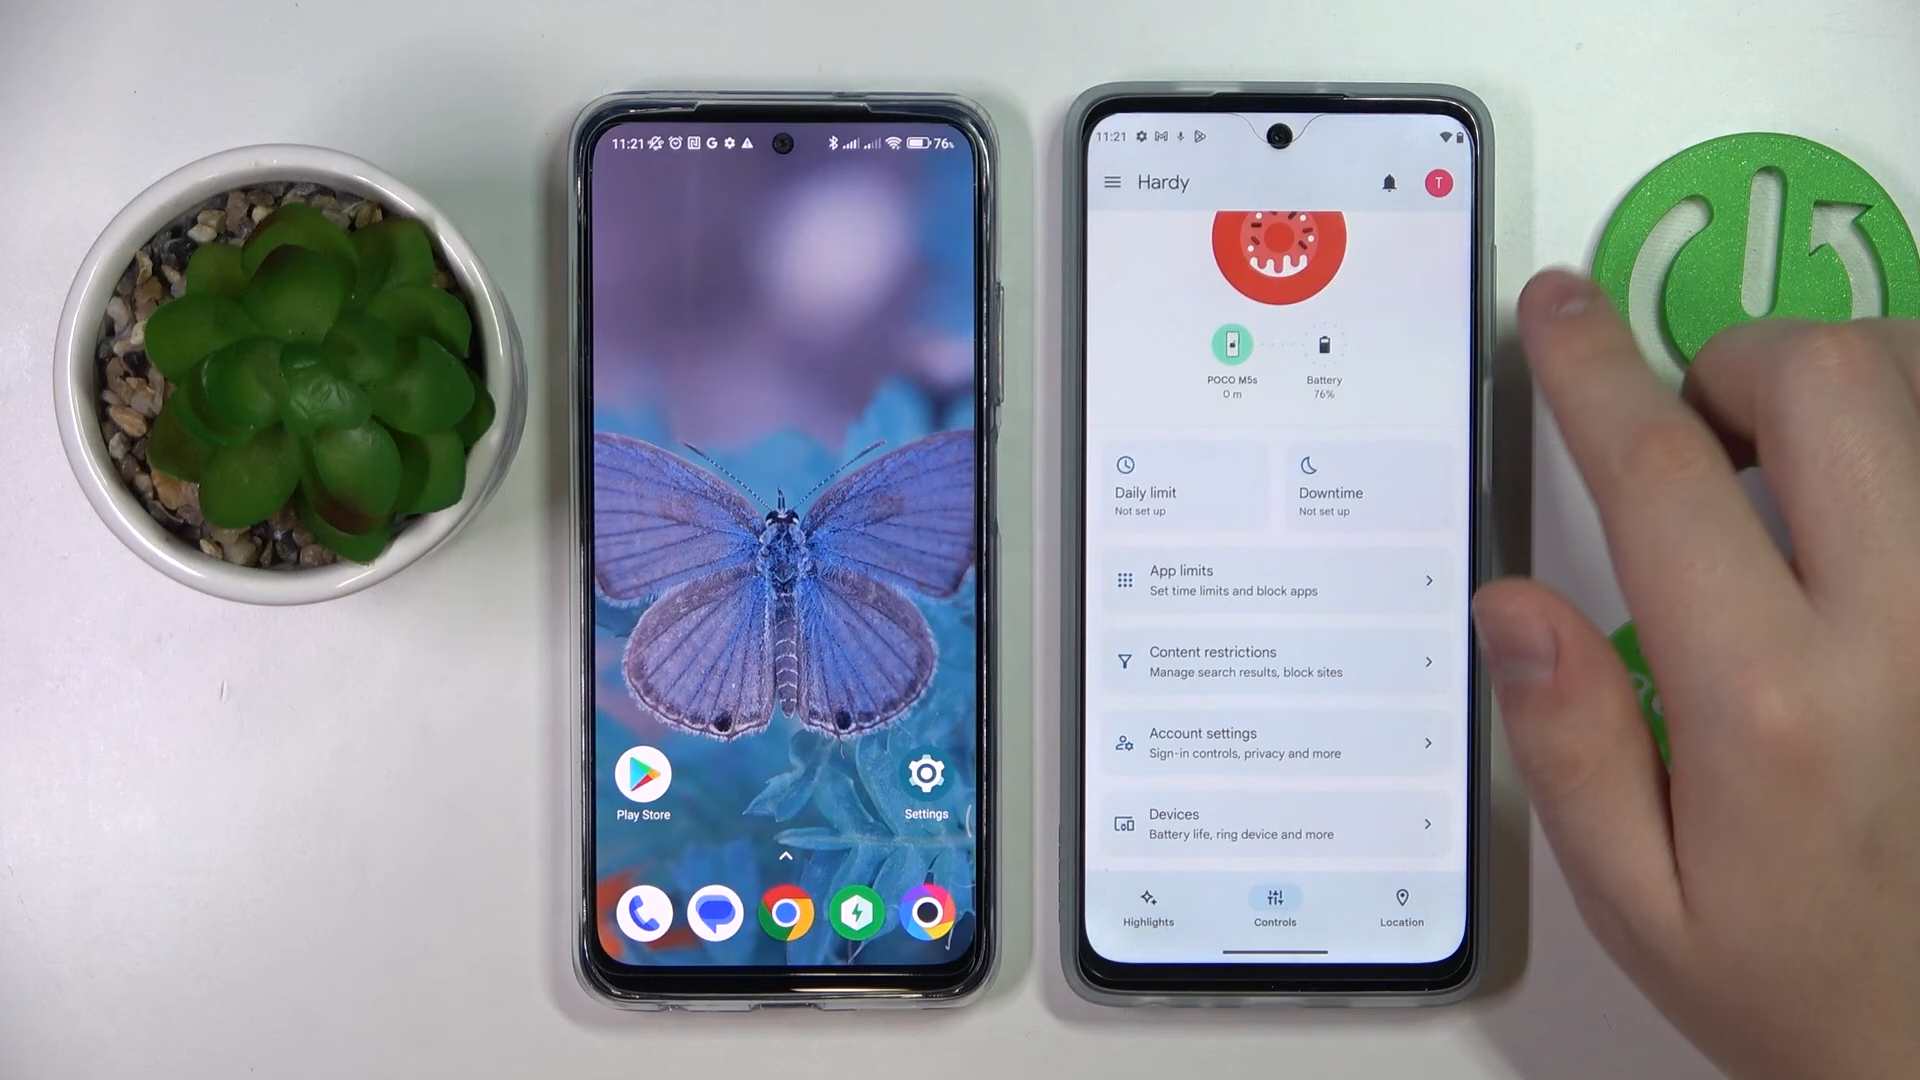 11:21 G 76%
Play Store
Settings
11:21
Hardy T
POCO M5s
0 m
Battery
76%
Daily limit
Not set up
Downtime
Not set up
App limits
Set time limits and block apps
Content restrictions
Manage search results, block sites
Account settings
Sign-in controls, privacy and more
Devices
Battery life, ring device and more
Highlights
Controls
Location